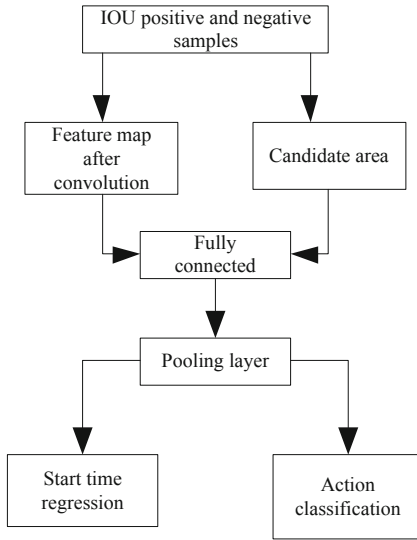 IOU positive and negative
samples
Feature map
after
convolution
Candidate area
Fully
connected
Pooling layer
Start time
regression
Action
classification